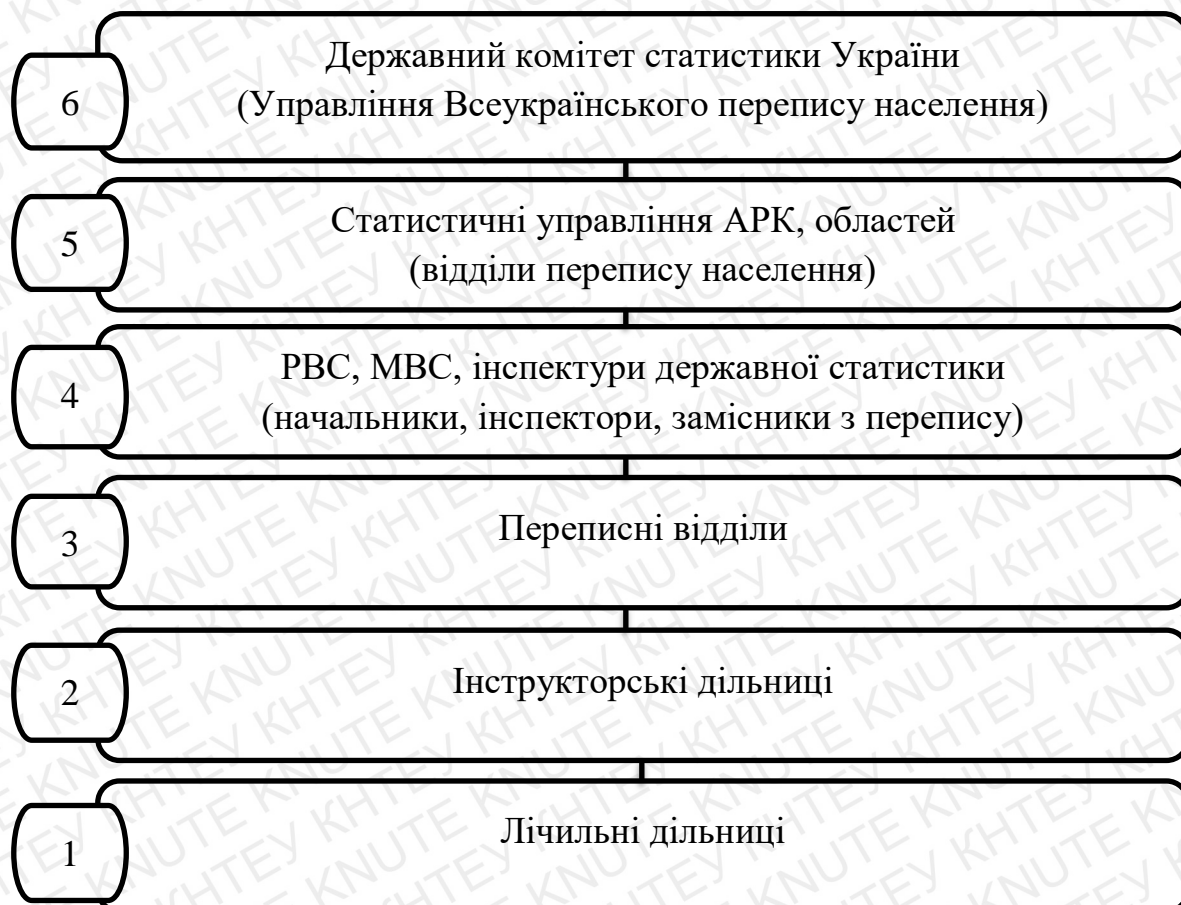 6
Державний комітет статистики України
(Управління Всеукраїнського перепису населення)
5
Статистичні управління АРК, областей
(відділи перепису населення)
4
РВС, МВС, інспектури державної статистики
(начальники, інспектори, замісники з перепису)
3
Переписні відділи
2
Інструкторські дільниці
1
Лічильні дільниці